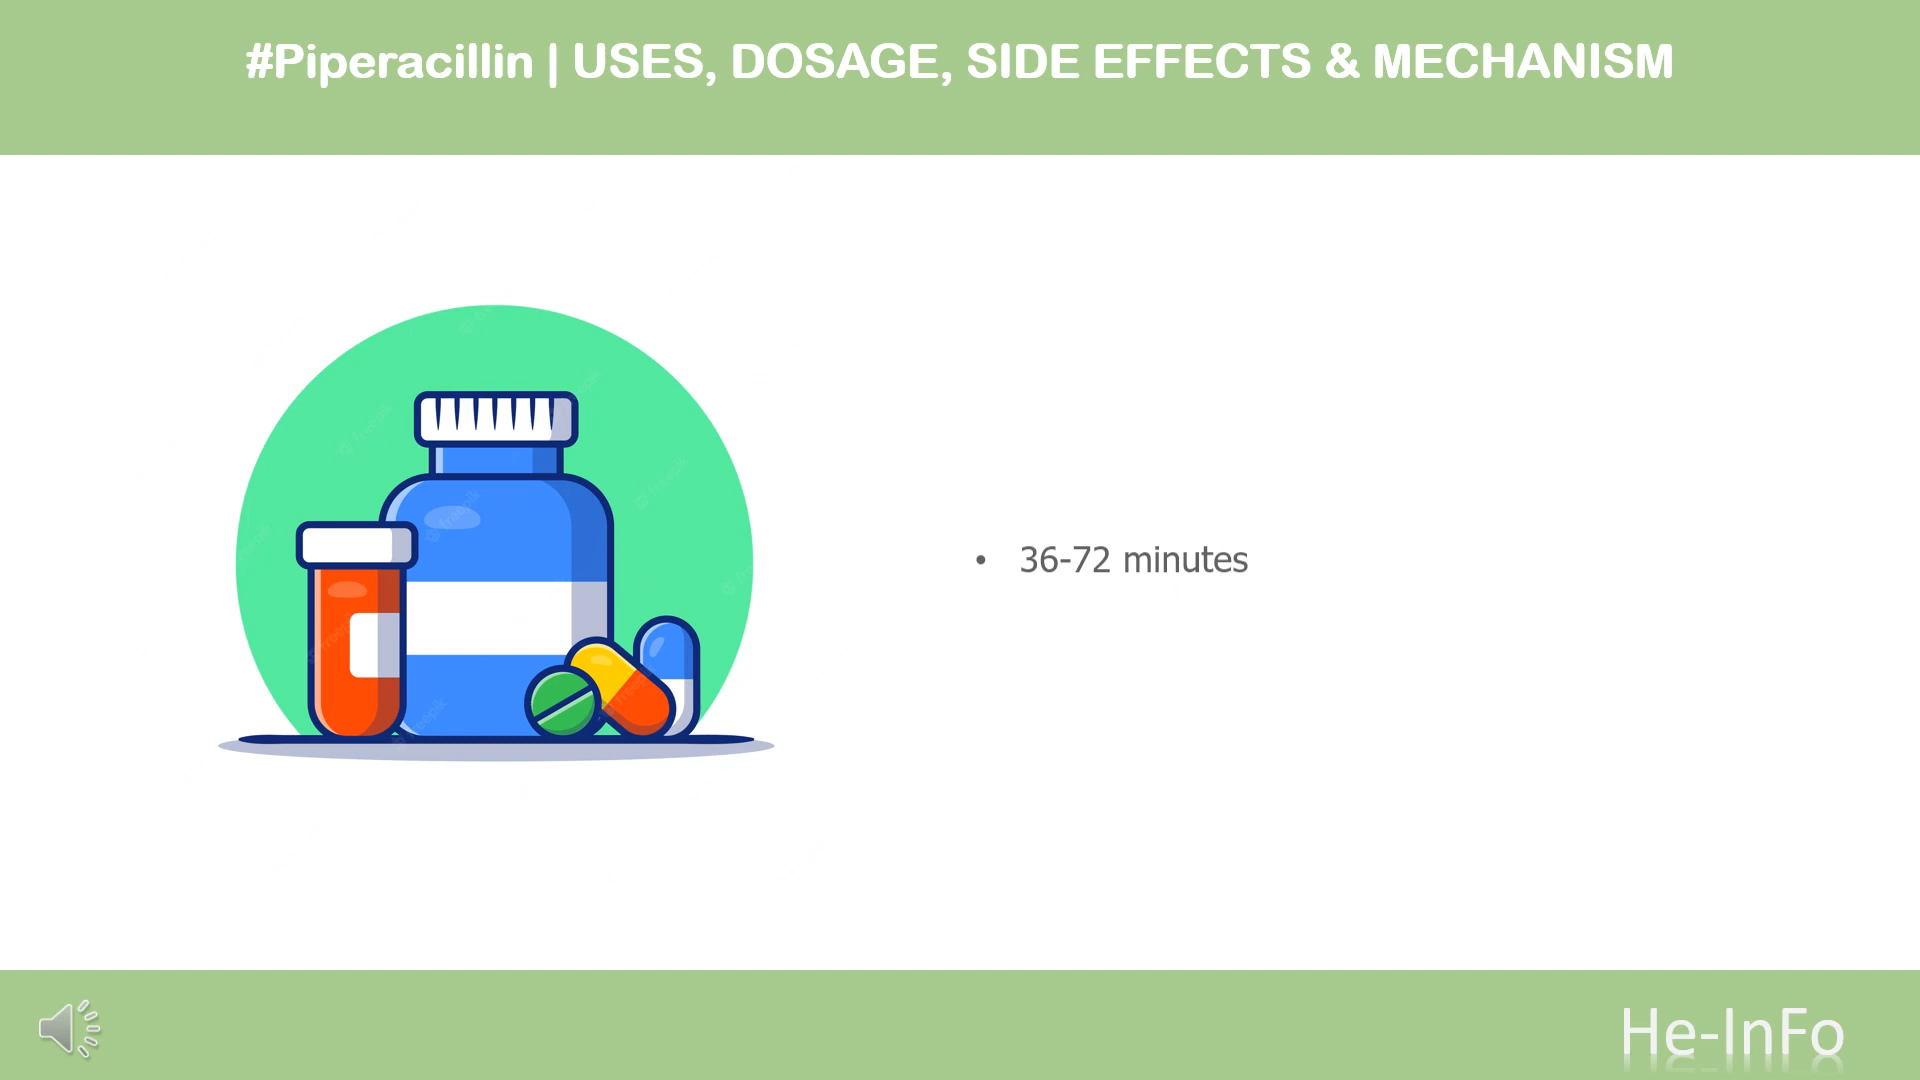 #Piperacillin | USES, DOSAGE, SIDE EFFECTS & MECHANISM
• 36-72 minutes
He-InFo